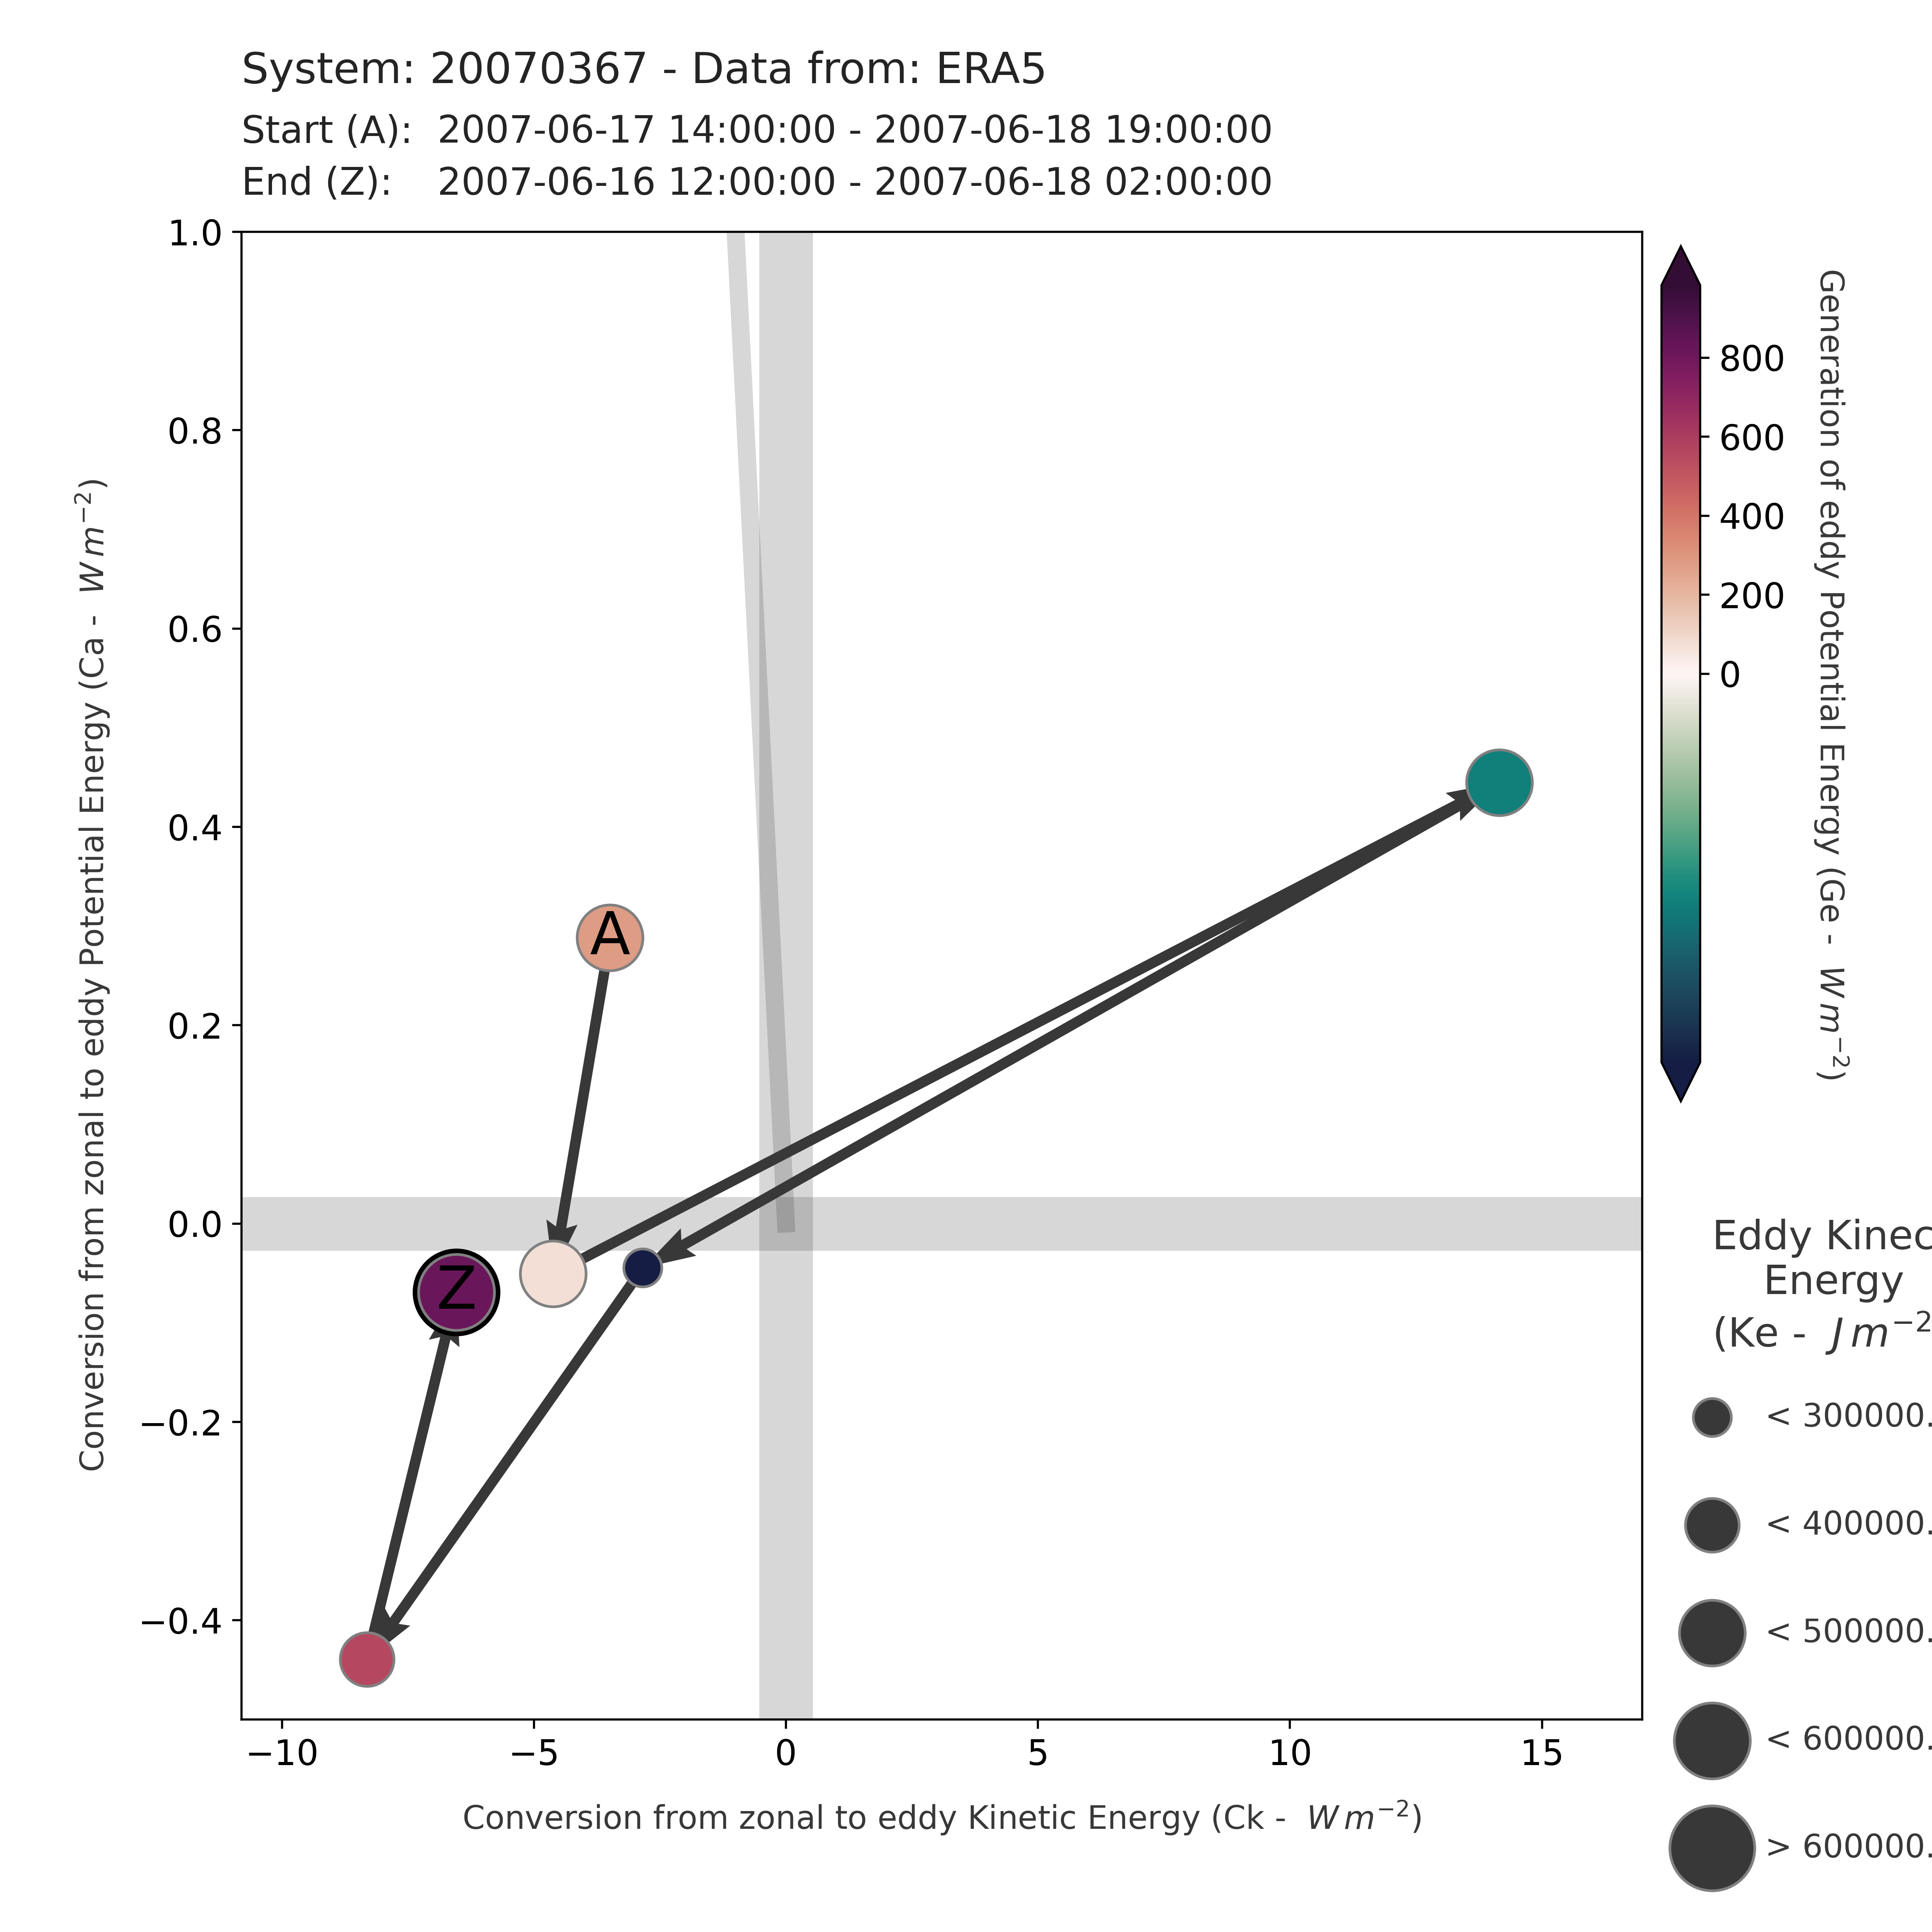 System: 20070367 - Data from: ERA5
Start (A): 2007-06-17 14:00:00 - 2007-06-18 19:00:00
End (Z): 2007-06-16 12:00:00 - 2007-06-18 02:00:00
1.0
0.8
0.6
0.4
0.2
0.0
−0.2
−0.4
−10
−5
0
5
10
15
Conversion from zonal to eddy Potential Energy (Ca - W m⁻²)
Conversion from zonal to eddy Kinetic Energy (Ck - W m⁻²)
A
Z
800
600
400
200
0
Generation of eddy Potential Energy (Ge - W m⁻²)
Eddy Kinec
Energy
(Ke - J m⁻²
< 300000.
< 400000.
< 500000.
< 600000.
> 600000.